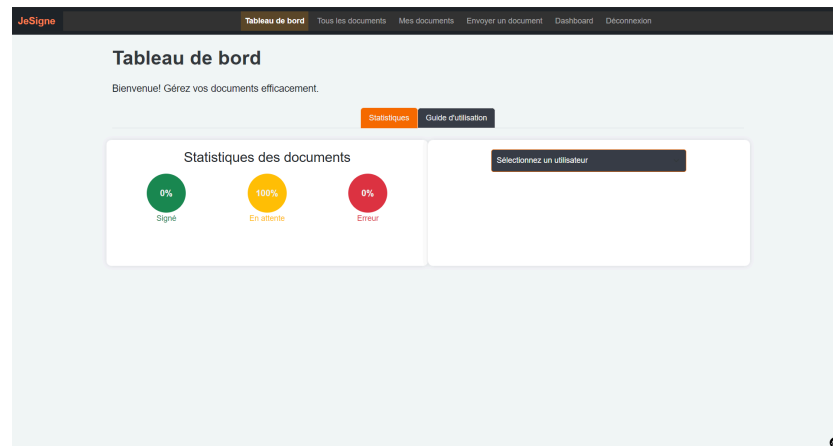 JeSigne Tableau de bord Tous les documents Mes documents Envoyer un document Dashboard Déconnexion
Tableau de bord
Bienvenue! Gérez vos documents efficacement.
Statistiques Guide d'utilisation
Statistiques des documents
0% 100% 0%
Signé En attente Erreur
Sélectionnez un utilisateur